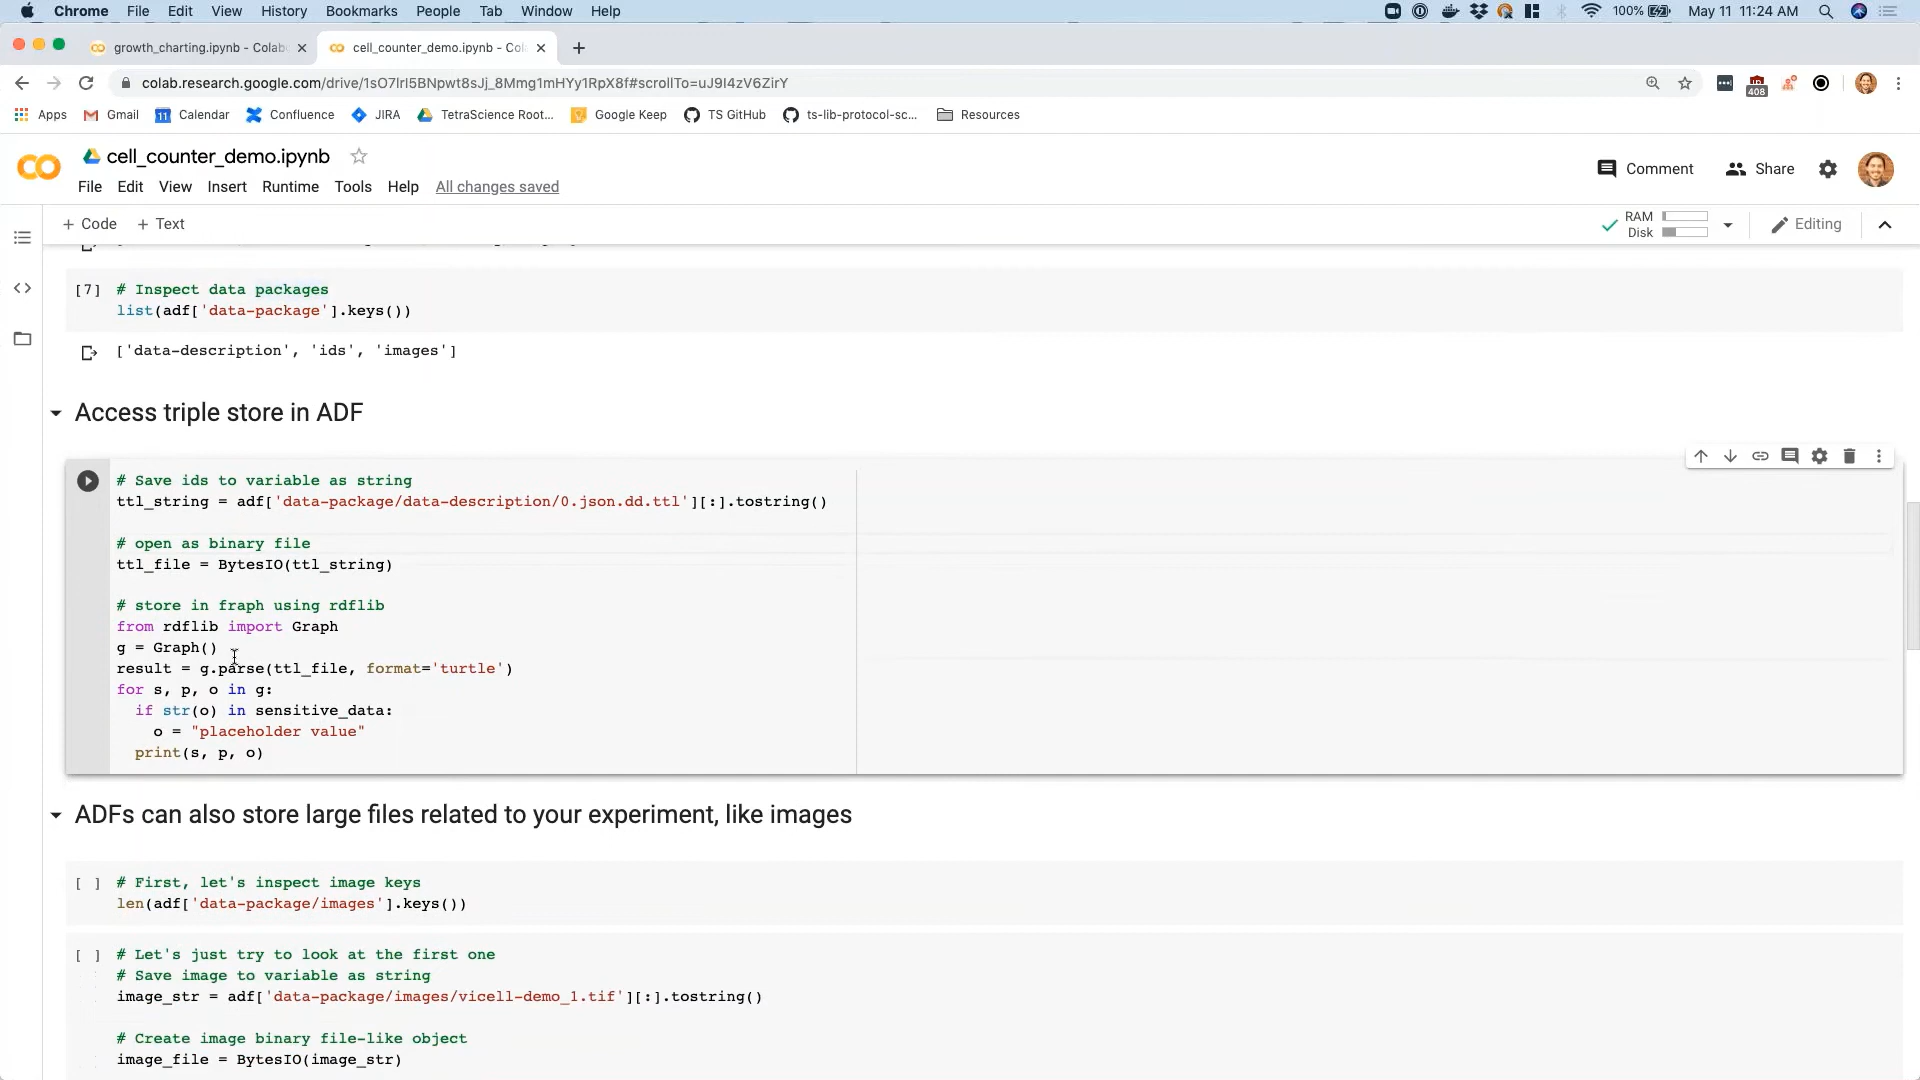 Chrome File Edit View History Bookmarks People Tab Window Help 100% May 11 11:24 AM
growth_charting.ipynb - Colab cell_counter_demo.ipynb - Col
colab.research.google.com/drive/1sO7lrI5BNpwt8sJj_8Mmg1mHYy1RpX8f#scrollTo=uJ9I4zV6ZirY 408
Apps Gmail Calendar Confluence JIRA TetraScience Root... Google Keep TS GitHub ts-lib-protocol-sc... Resources
cell_counter_demo.ipynb
Comment Share
File Edit View Insert Runtime Tools Help All changes saved
+ Code + Text RAM Disk Editing
[7] # Inspect data packages
list(adf['data-package'].keys())
['data-description', 'ids', 'images']
Access triple store in ADF
# Save ids to variable as string
ttl_string = adf['data-package/data-description/0.json.dd.ttl'][:].tostring()
# open as binary file
ttl_file = BytesIO(ttl_string)
# store in fraph using rdflib
from rdflib import Graph
g = Graph()
result = g.parse(ttl_file, format='turtle')
for s, p, o in g:
if str(o) in sensitive_data:
o = "placeholder value"
print(s, p, o)
ADFs can also store large files related to your experiment, like images
[ ] # First, let's inspect image keys
len(adf['data-package/images'].keys())
[ ] # Let's just try to look at the first one
# Save image to variable as string
image_str = adf['data-package/images/vicell-demo_1.tif'][:].tostring()
# Create image binary file-like object
image_file = BytesIO(image_str)